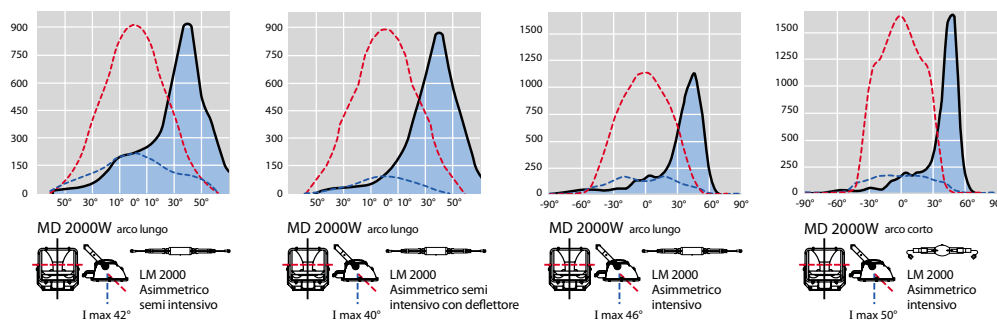 900
750
600
450
300
150
0
50° 30° 10° 0° 10° 30° 50°
MD 2000W arco lungo
LM 2000
Asimmetrico
semi intensivo
I max 42°
900
750
600
450
300
150
0
50° 30° 10° 0° 10° 30° 50°
MD 2000W arco lungo
LM 2000
Asimmetrico semi
intensivo con deflettore
I max 40°
1500
1250
1000
750
500
250
0
-90° -60° -30° 0° 30° 60° 90°
MD 2000W arco lungo
LM 2000
Asimmetrico
intensivo
I max 46°
1500
1250
1000
750
500
250
0
-90° -60° -30° 0° 30° 60° 90°
MD 2000W arco corto
LM 2000
Asimmetrico
intensivo
I max 50°